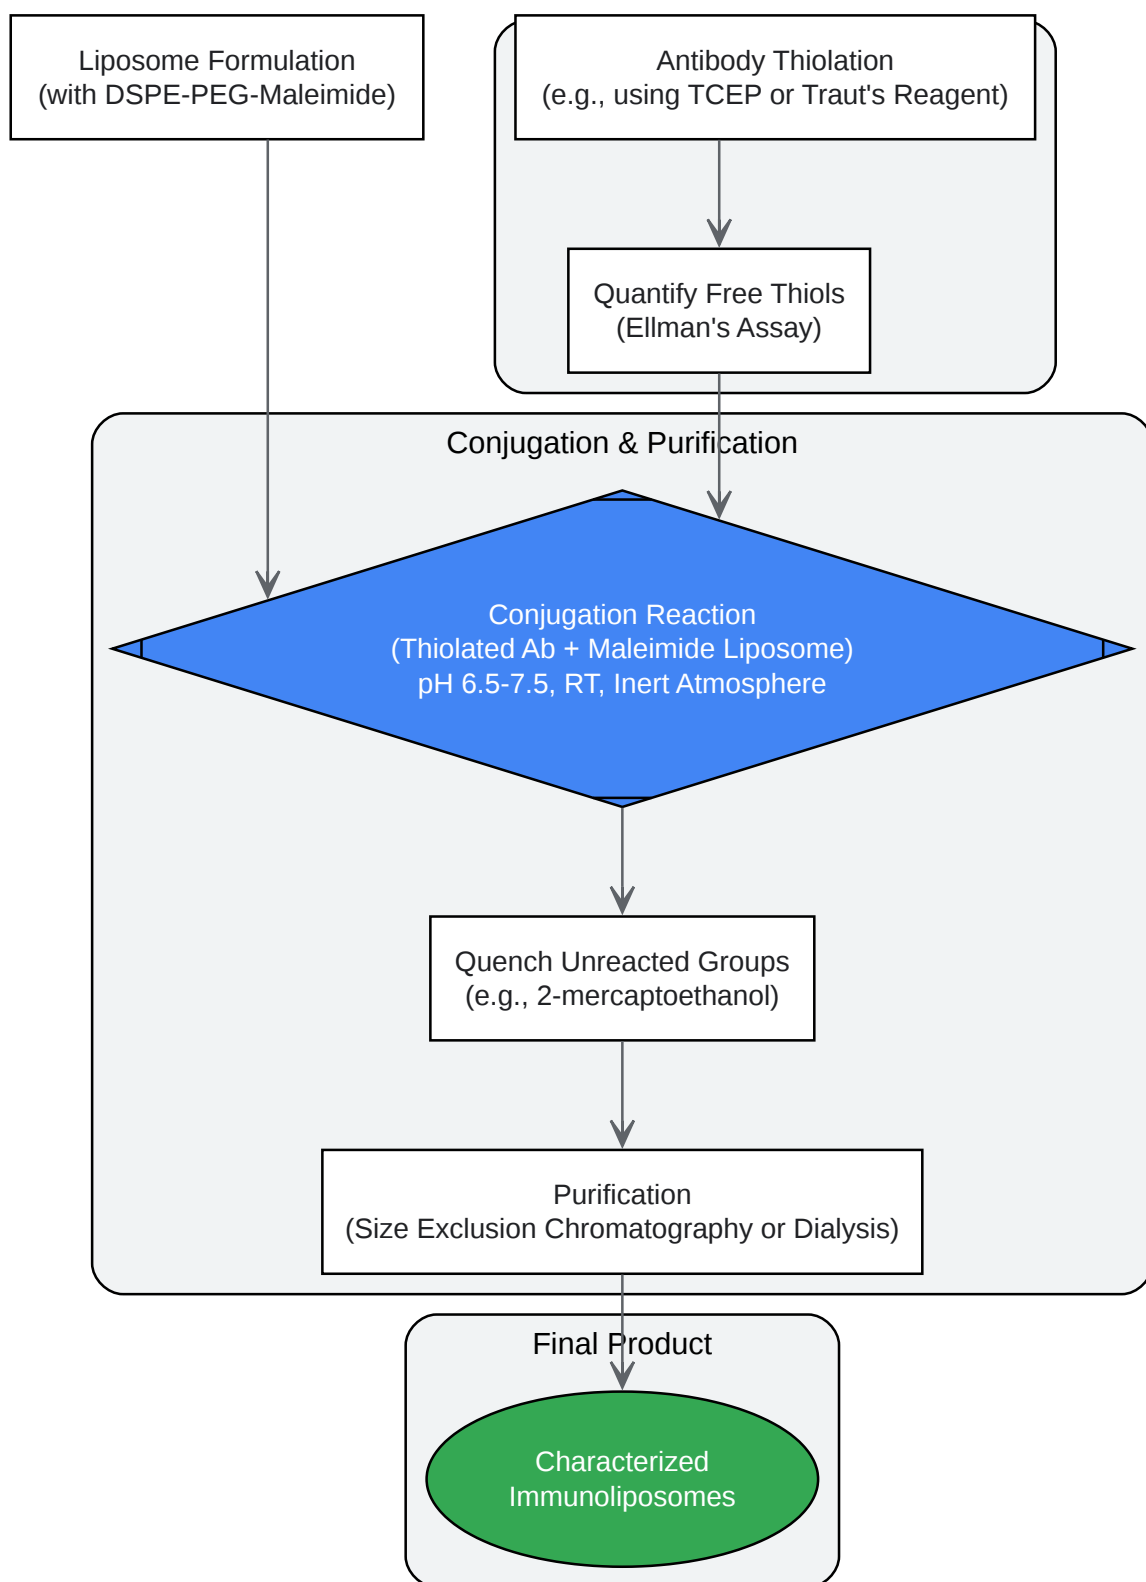 Liposome Formulation
(with DSPE-PEG-Maleimide)
Antibody Thiolation
(e.g., using TCEP or Traut's Reagent)
Quantify Free Thiols
(Ellman's Assay)
Conjugation & Purification
Conjugation Reaction
(Thiolated Ab + Maleimide Liposome)
pH 6.5-7.5, RT, Inert Atmosphere
Quench Unreacted Groups
(e.g., 2-mercaptoethanol)
Purification
(Size Exclusion Chromatography or Dialysis)
Final Product
Characterized
Immunoliposomes